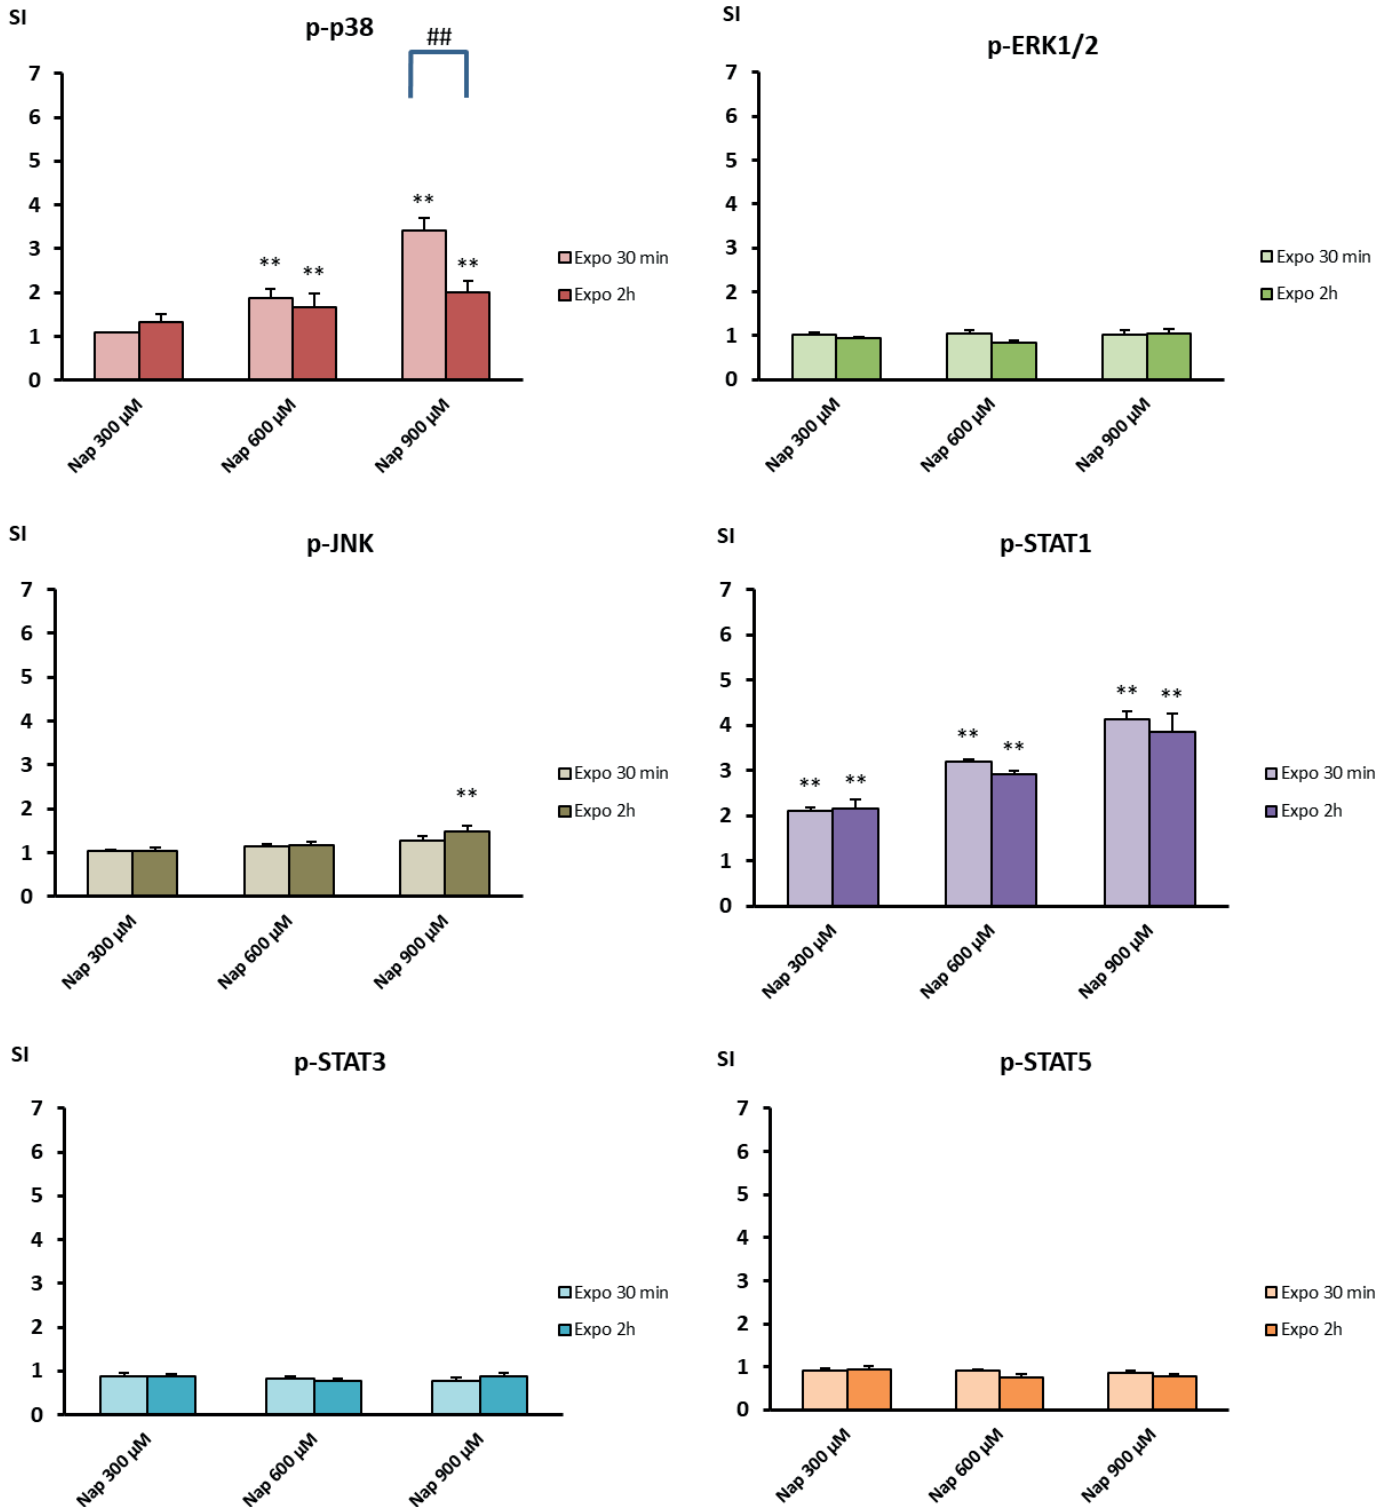 SI
p-p38
##
7
6
5
4
**
3
**
**
**
2
1
0
Expo 30 min
Expo 2h
Nap 300 µM
Nap 600 µM
Nap 900 µM
SI
p-ERK1/2
7
6
5
4
3
2
1
0
Expo 30 min
Expo 2h
Nap 300 µM
Nap 600 µM
Nap 900 µM
SI
p-JNK
7
6
5
4
3
2
**
1
0
Expo 30 min
Expo 2h
Nap 300 µM
Nap 600 µM
Nap 900 µM
SI
p-STAT1
7
6
5
**
**
4
**
**
3
**
**
2
1
0
Expo 30 min
Expo 2h
Nap 300 µM
Nap 600 µM
Nap 900 µM
SI
p-STAT3
7
6
5
4
3
2
1
0
Expo 30 min
Expo 2h
Nap 300 µM
Nap 600 µM
Nap 900 µM
SI
p-STAT5
7
6
5
4
3
2
1
0
Expo 30 min
Expo 2h
Nap 300 µM
Nap 600 µM
Nap 900 µM